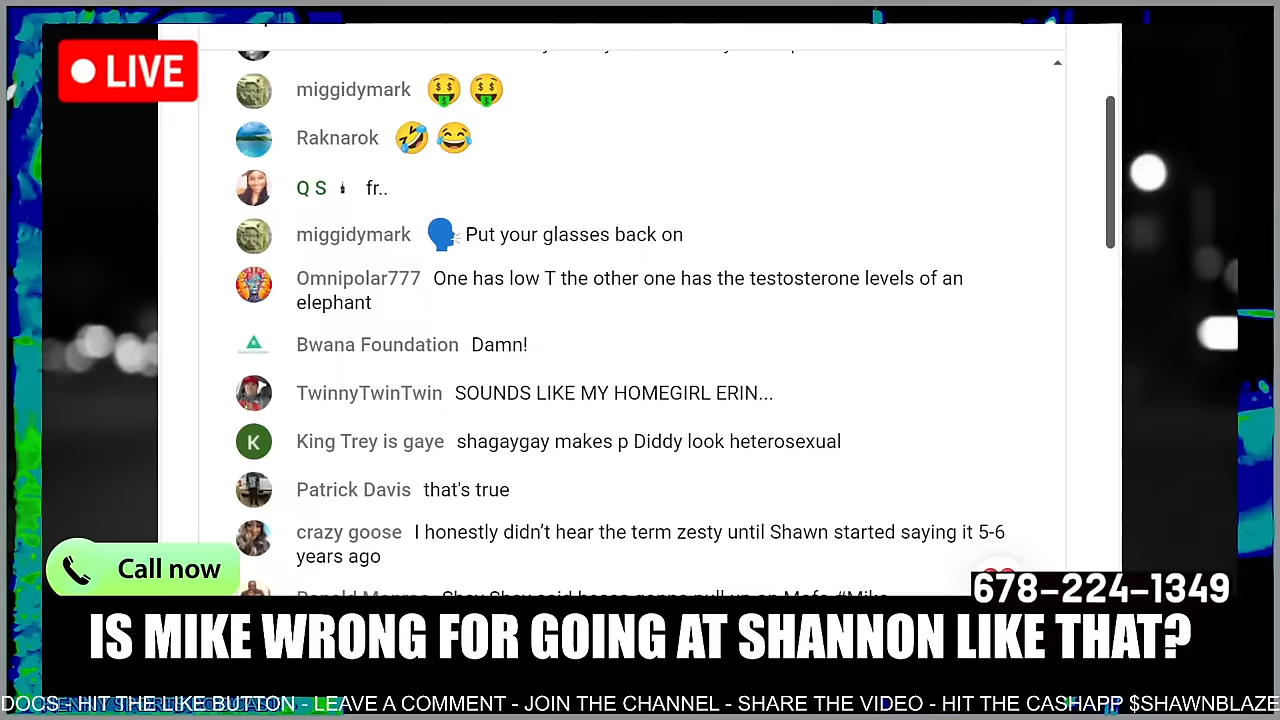 LIVE
miggidymark 🤑 🤑
Raknarok 🤣 😂
Q S fr..
miggidymark 🗣 Put your glasses back on
Omnipolar777 One has low T the other one has the testosterone levels of an
elephant
Bwana Foundation Damn!
TwinnyTwinTwin SOUNDS LIKE MY HOMEGIRL ERIN...
K King Trey is gaye shagaygay makes p Diddy look heterosexual
Patrick Davis that's true
crazy goose I honestly didn’t hear the term zesty until Shawn started saying it 5-6
years ago
Call now
678-224-1349
IS MIKE WRONG FOR GOING AT SHANNON LIKE THAT?
DOCS - HIT THE LIKE BUTTON - LEAVE A COMMENT - JOIN THE CHANNEL - SHARE THE VIDEO - HIT THE CASHAPP $SHAWNBLAZE